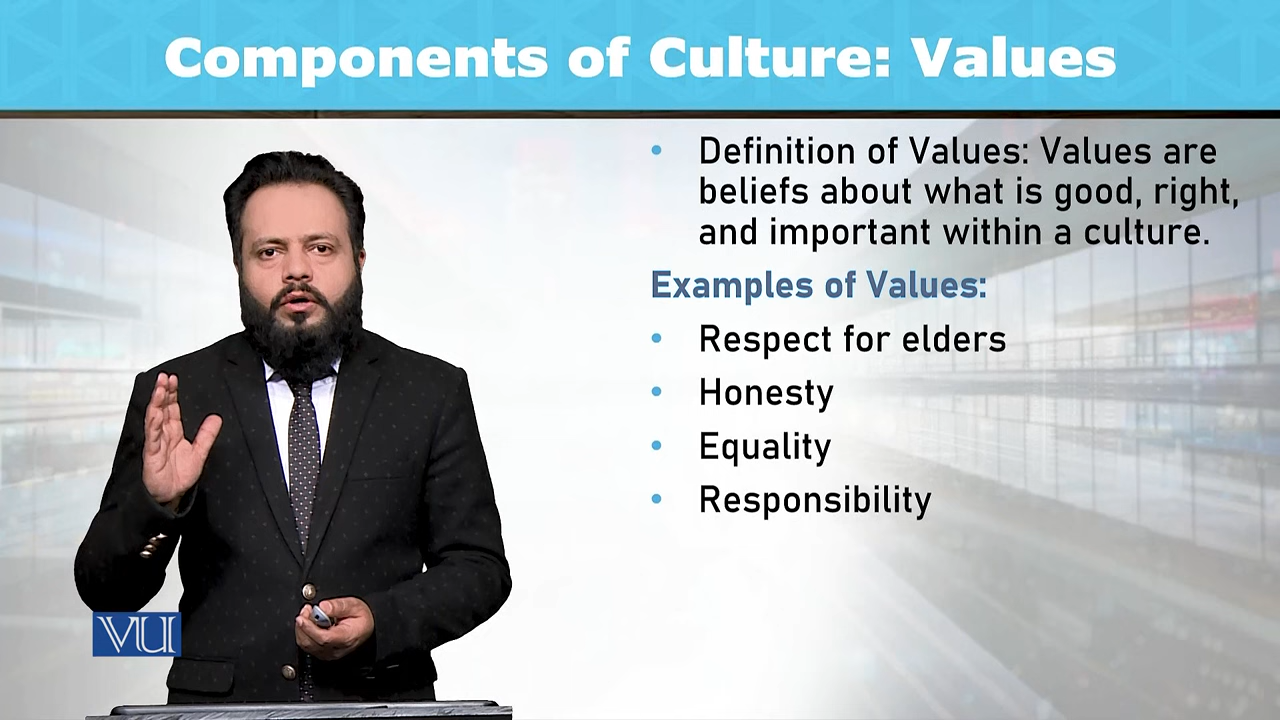 Components of Culture: Values
• Definition of Values: Values are
beliefs about what is good, right,
and important within a culture.
Examples of Values:
• Respect for elders
• Honesty
• Equality
• Responsibility
VU